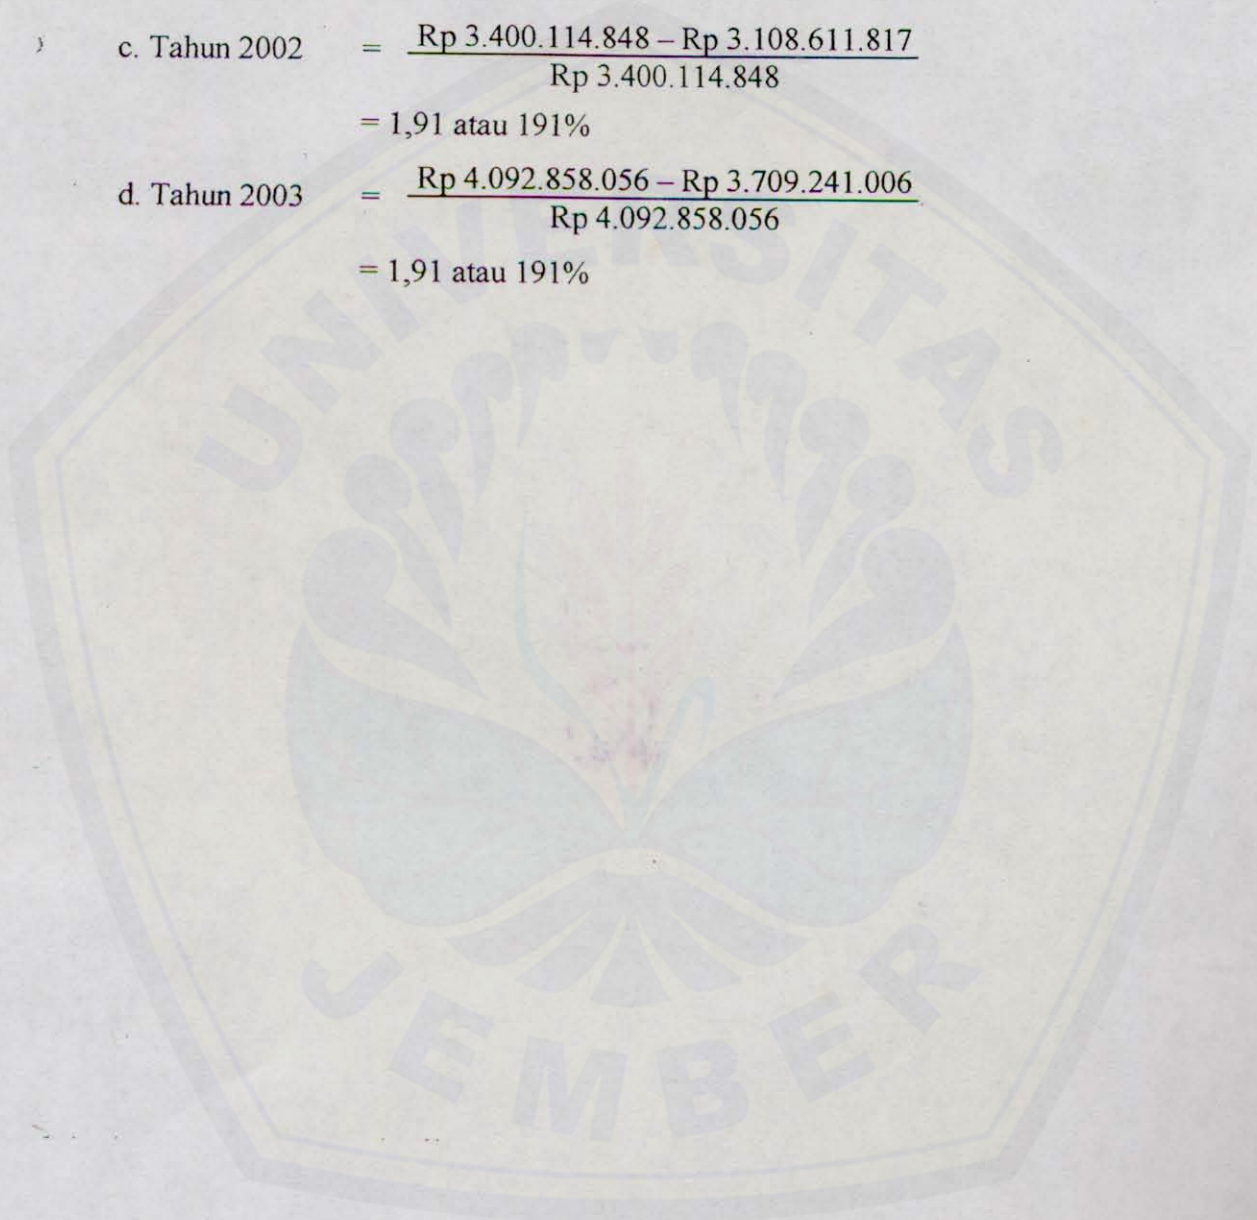 c. Tahun 2002 = Rp 3.400.114.848 – Rp 3.108.611.817
Rp 3.400.114.848
= 1,91 atau 191%
d. Tahun 2003 = Rp 4.092.858.056 – Rp 3.709.241.006
Rp 4.092.858.056
= 1,91 atau 191%
UNIVERSITAS
JEMBER